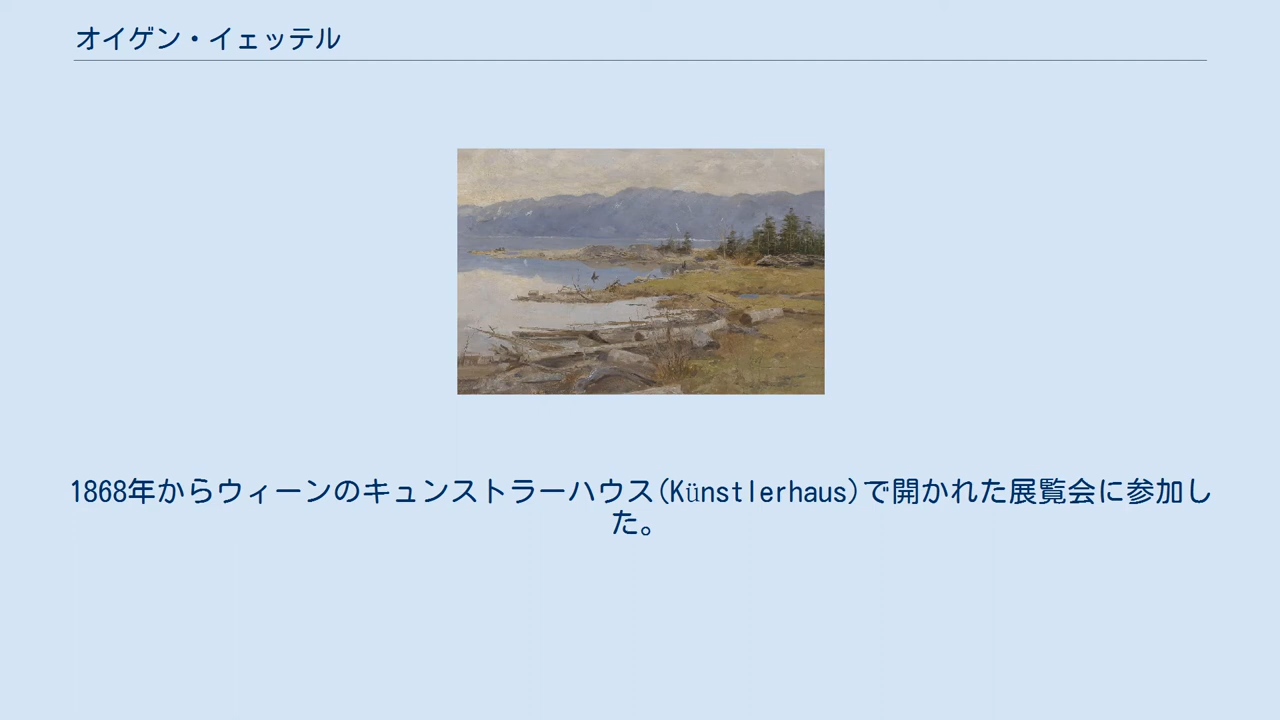 オイゲン・イェッテル
1868年からウィーンのキュンストラーハウス(Künstlerhaus)で開かれた展覧会に参加し
た。